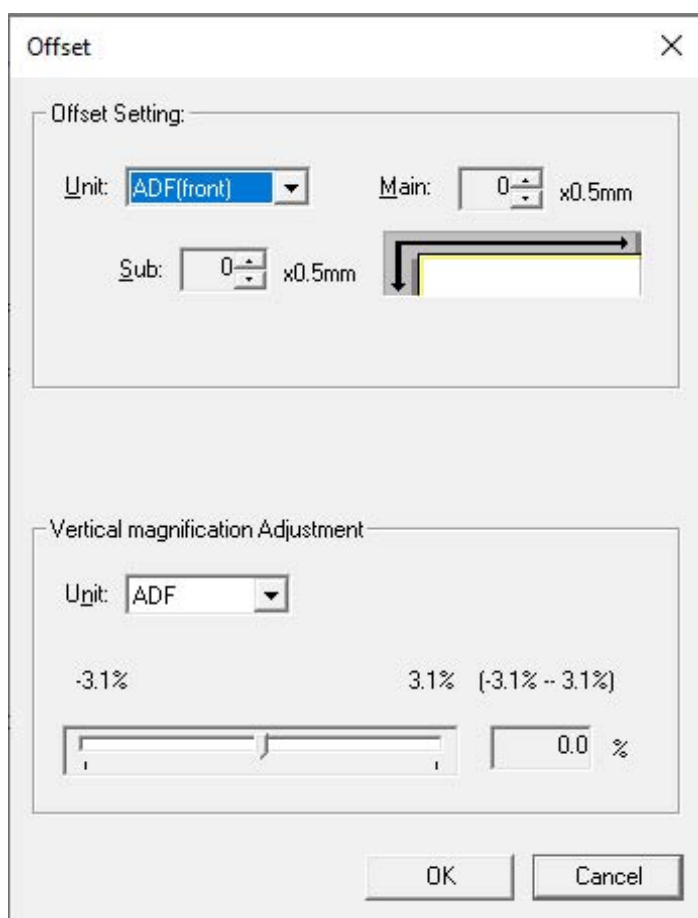 Offset
Offset Setting:
Unit: ADF(front) Main: 0 x0.5mm
Sub: 0 x0.5mm
Vertical magnification Adjustment
Unit: ADF
-3.1% 3.1% (-3.1% -- 3.1%)
0.0 %
OK Cancel